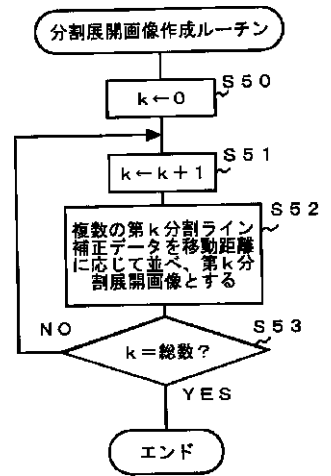 分割展開画像作成ルーチン
S50
k←0
S51
k←k+1
S52
複数の第k分割ライン
補正データを移動距離
に応じて並べ、第k分
割展開画像とする
NO
S53
k=総数?
YES
エンド